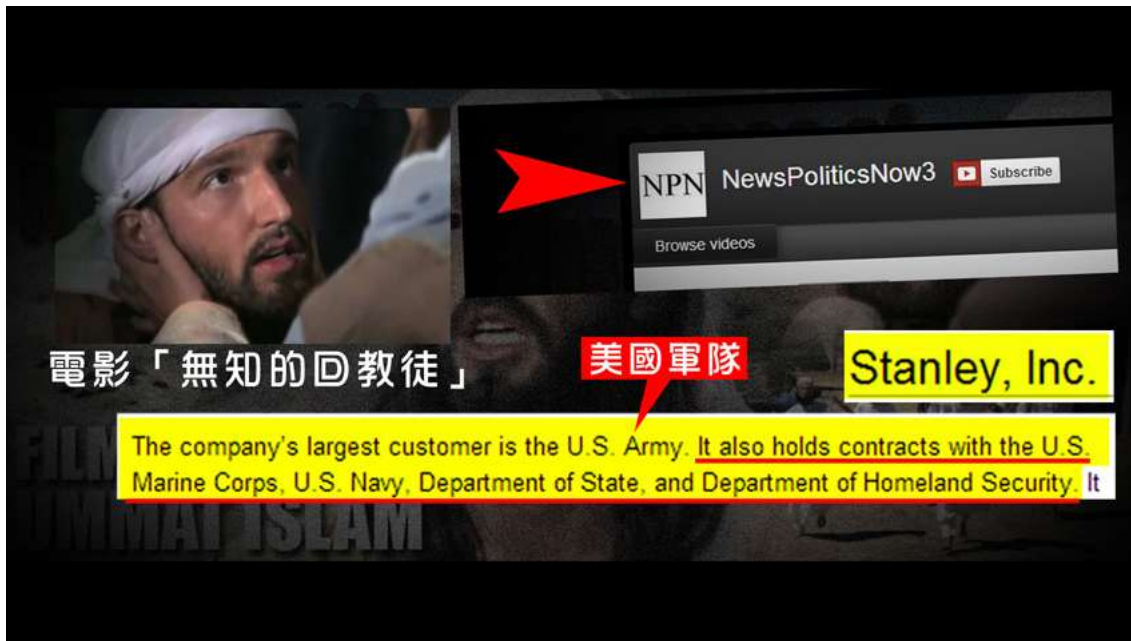 NPN
NewsPoliticsNow3
Subscribe
Browse videos
電影「無知的回教徒」
美國軍隊
Stanley, Inc.
The company's largest customer is the U.S. Army. It also holds contracts with the U.S.
Marine Corps, U.S. Navy, Department of State, and Department of Homeland Security. It
FILM
UMMAT ISLAM